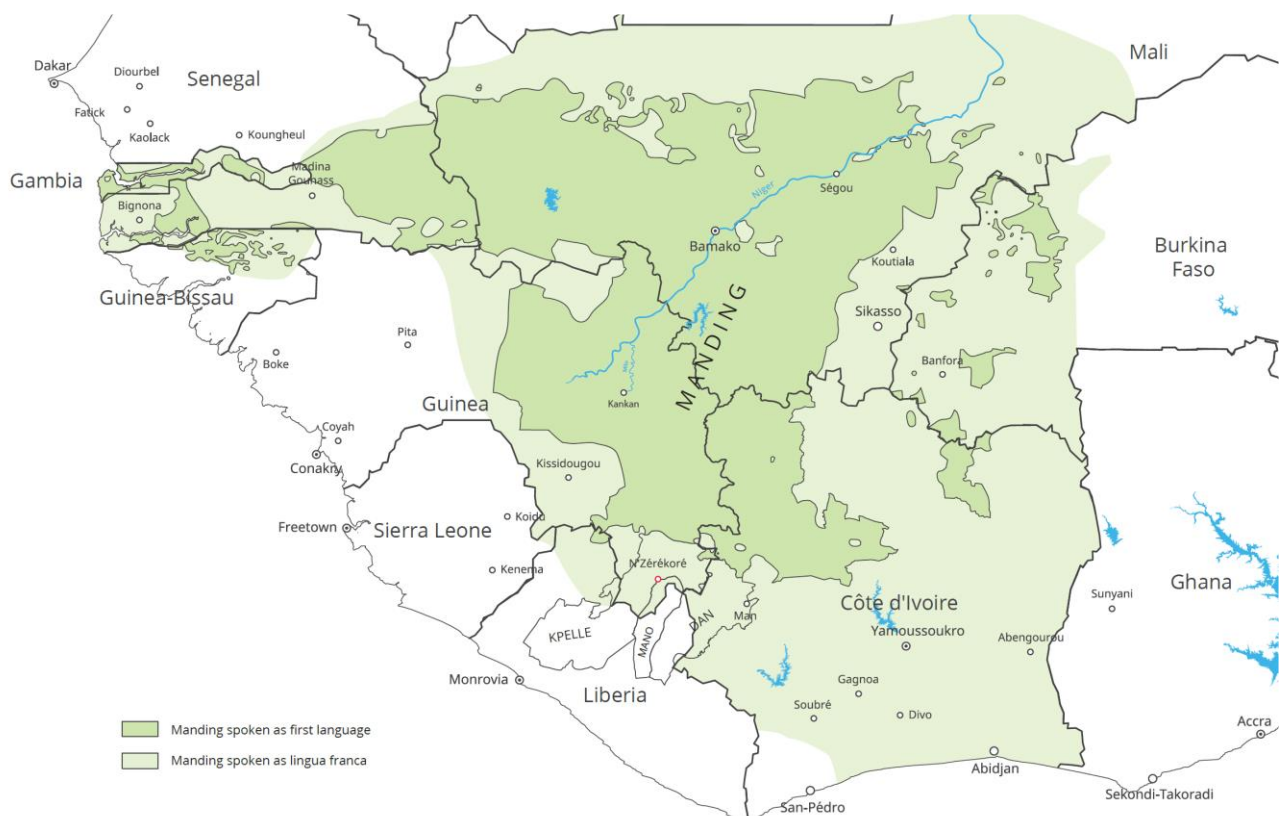 Dakar
Diourbel
Senegal
Mali
Fatick
Kaolack
Koungheul
Gambia
Madina
Gounass
Bignona
Niger
Ségou
Bamako
Koutiala
Burkina
Faso
Guinea-Bissau
MANDING
Sikasso
Pita
Boke
Banfora
Milo
Kankan
Guinea
Coyah
Conakry
Kissidougou
Freetown
Sierra Leone
Koidu
Kenema
N'Zérékoré
Ghana
Sunyani
Côte d'Ivoire
Man
DAN
KPELLE
MANO
Yamoussoukro
Abengourou
Monrovia
Liberia
Gagnoa
Soubré
Divo
Accra
Manding spoken as first language
Manding spoken as lingua franca
Abidjan
San-Pédro
Sekondi-Takoradi